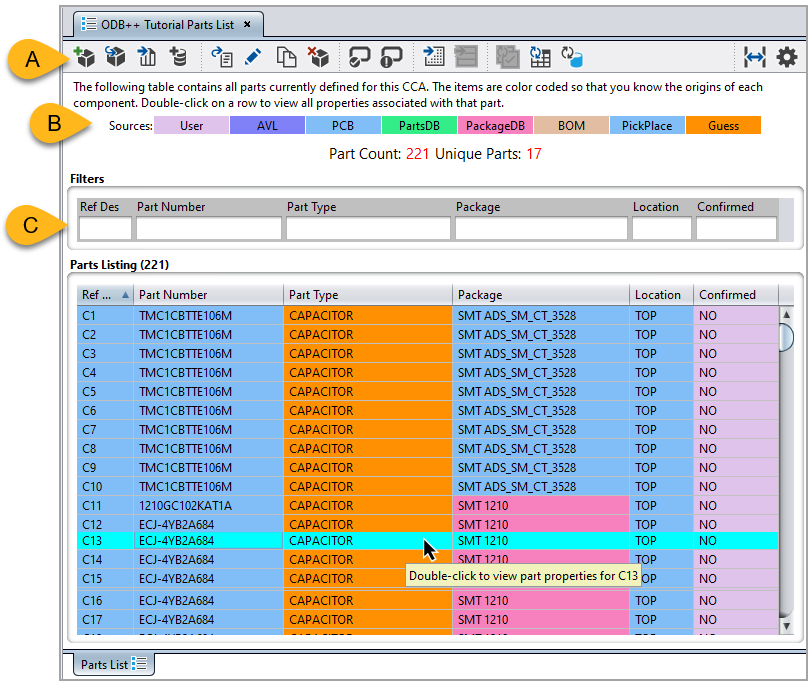 ODB++ Tutorial Parts List ×
A
The following table contains all parts currently defined for this CCA. The items are color coded so that you know the origins of each
component. Double-click on a row to view all properties associated with that part.
B
Sources: User AVL PCB PartsDB PackageDB BOM PickPlace Guess
Part Count: 221 Unique Parts: 17
Filters
C
Ref Des Part Number Part Type Package Location Confirmed
Parts Listing (221)
Ref ... Part Number Part Type Package Location Confirmed
C1 TMC1CBTTE106M CAPACITOR SMT ADS_SM_CT_3528 TOP NO
C2 TMC1CBTTE106M CAPACITOR SMT ADS_SM_CT_3528 TOP NO
C3 TMC1CBTTE106M CAPACITOR SMT ADS_SM_CT_3528 TOP NO
C4 TMC1CBTTE106M CAPACITOR SMT ADS_SM_CT_3528 TOP NO
C5 TMC1CBTTE106M CAPACITOR SMT ADS_SM_CT_3528 TOP NO
C6 TMC1CBTTE106M CAPACITOR SMT ADS_SM_CT_3528 TOP NO
C7 TMC1CBTTE106M CAPACITOR SMT ADS_SM_CT_3528 TOP NO
C8 TMC1CBTTE106M CAPACITOR SMT ADS_SM_CT_3528 TOP NO
C9 TMC1CBTTE106M CAPACITOR SMT ADS_SM_CT_3528 TOP NO
C10 TMC1CBTTE106M CAPACITOR SMT ADS_SM_CT_3528 TOP NO
C11 1210GC102KAT1A CAPACITOR SMT 1210 TOP NO
C12 ECJ-4YB2A684 CAPACITOR SMT 1210 TOP NO
C13 ECJ-4YB2A684 CAPACITOR SMT 1210 TOP NO
C14 ECJ-4YB2A684 CAPACITOR SMT 1210 TOP NO
C15 ECJ-4YB2A684 CAPACITOR TOP NO
Double-click to view part properties for C13
C16 ECJ-4YB2A684 CAPACITOR SMT 1210 TOP NO
C17 ECJ-4YB2A684 CAPACITOR SMT 1210 TOP NO
Parts List